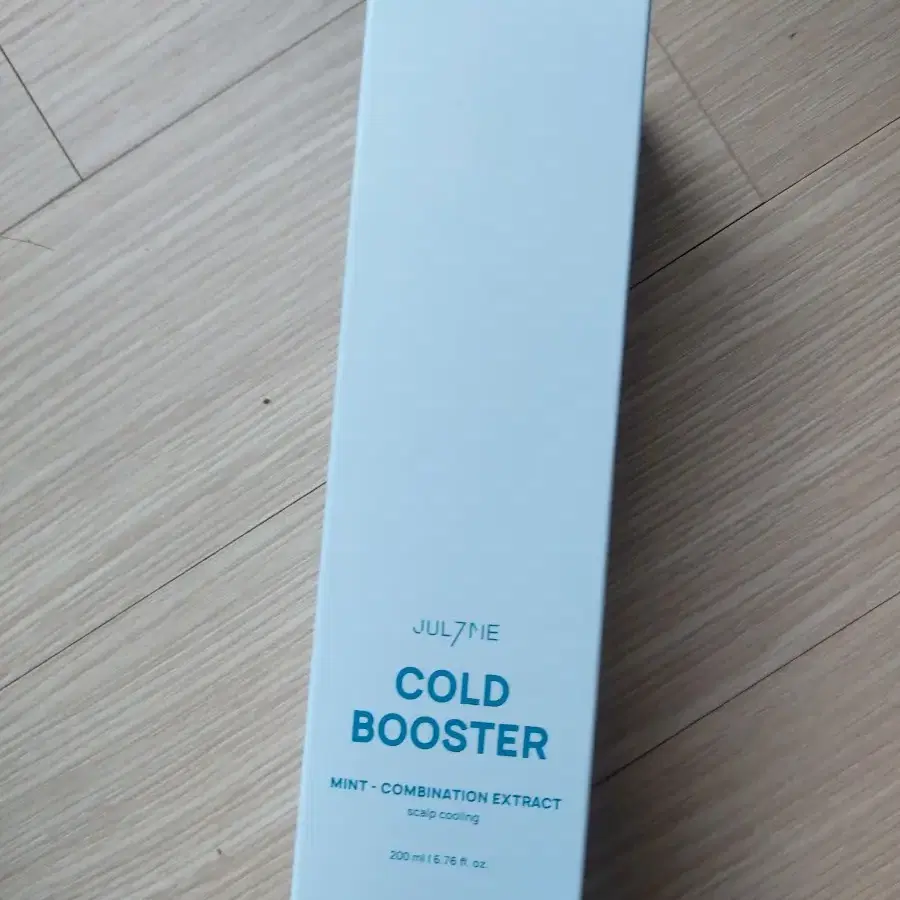 JUL7ME
COLD
BOOSTER
MINT - COMBINATION EXTRACT
scalp cooling
200 ml | 6.76 fl. oz.